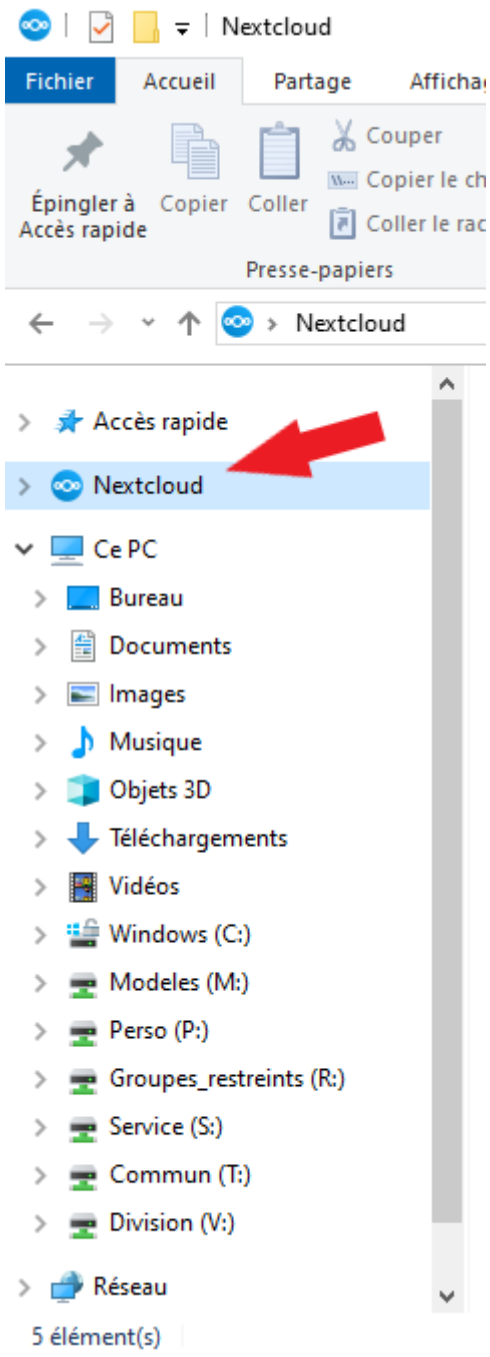 Nextcloud
Fichier Accueil Partage Affichag
Couper
Copier le ch
Coller le rac
Épingler à Accès rapide
Copier
Coller
Presse-papiers
Nextcloud
Accès rapide
Nextcloud
Ce PC
Bureau
Documents
Images
Musique
Objets 3D
Téléchargements
Vidéos
Windows (C:)
Modeles (M:)
Perso (P:)
Groupes_restreints (R:)
Service (S:)
Commun (T:)
Division (V:)
Réseau
5 élément(s)